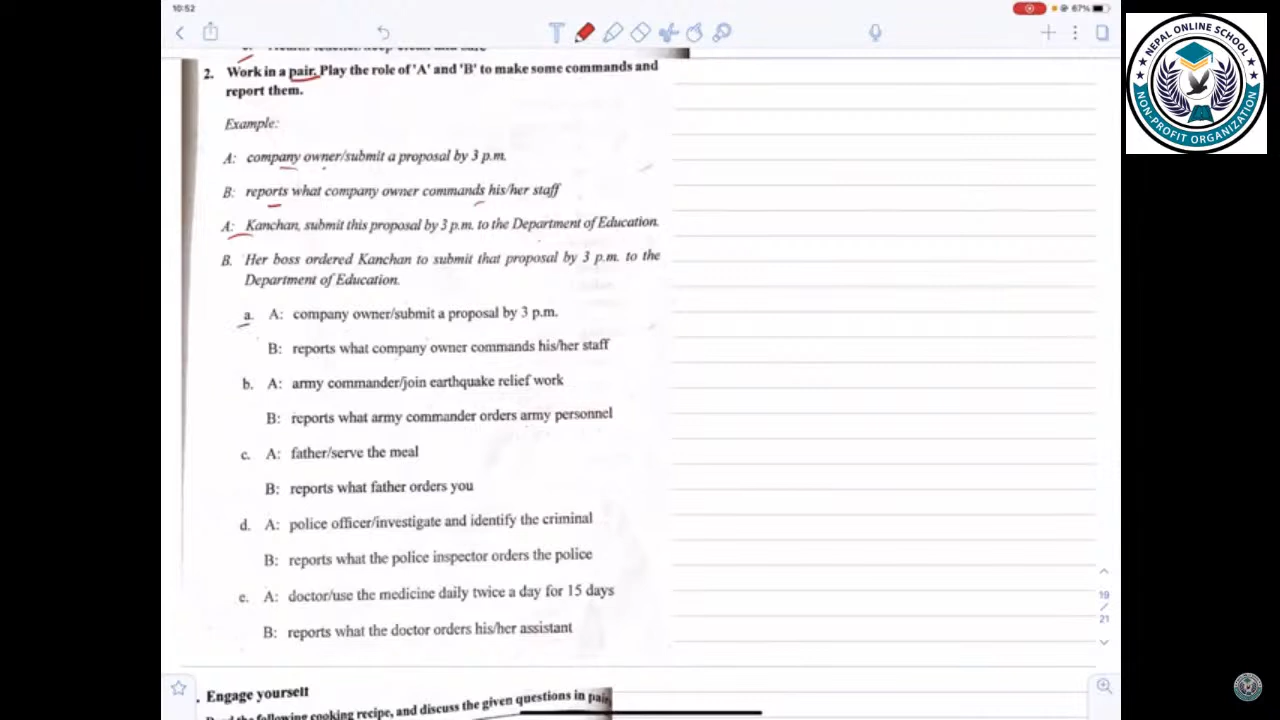 10:52
67%
2. Work in a pair. Play the role of 'A' and 'B' to make some commands and
report them.
Example:
A: company owner/submit a proposal by 3 p.m.
B: reports what company owner commands his/her staff
A: Kanchan, submit this proposal by 3 p.m. to the Department of Education.
B. Her boss ordered Kanchan to submit that proposal by 3 p.m. to the
Department of Education.
a. A: company owner/submit a proposal by 3 p.m.
B: reports what company owner commands his/her staff
b. A: army commander/join earthquake relief work
B: reports what army commander orders army personnel
c. A: father/serve the meal
B: reports what father orders you
d. A: police officer/investigate and identify the criminal
B: reports what the police inspector orders the police
e. A: doctor/use the medicine daily twice a day for 15 days
B: reports what the doctor orders his/her assistant
. Engage yourself
the following cooking recipe, and discuss the given questions in pair
19
/
21
NEPAL ONLINE SCHOOL
NON-PROFIT ORGANIZATION